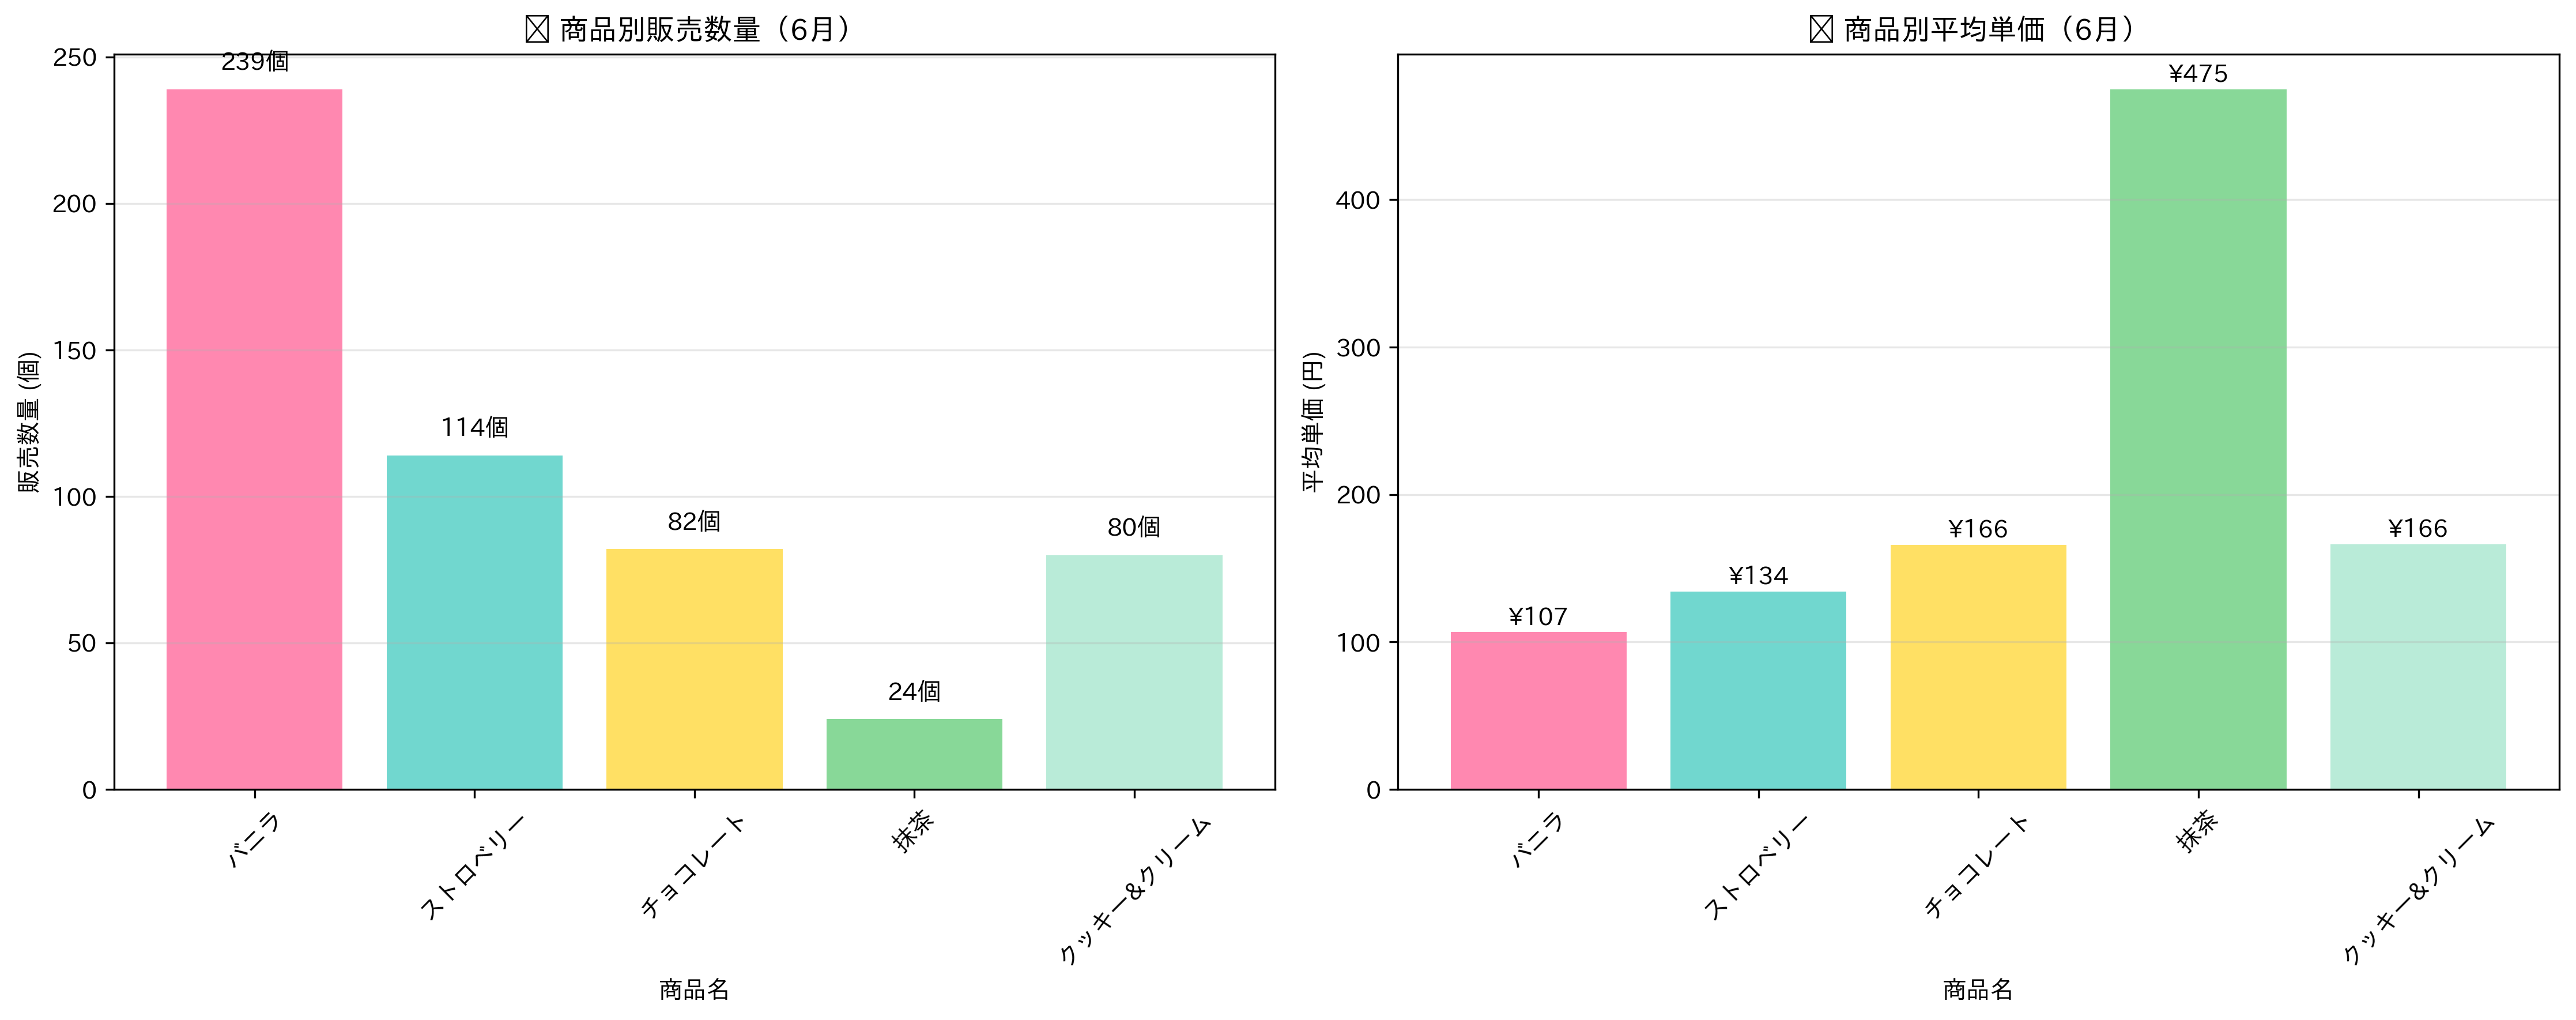 商品別販売数量（6月）
250
200
150
100
50
0
販売数量 (個)
239個
114個
82個
24個
80個
バニラ
ストロベリー
チョコレート
抹茶
クッキー&クリーム
商品名
商品別平均単価（6月）
400
300
200
100
0
平均単価 (円)
¥107
¥134
¥166
¥475
¥166
バニラ
ストロベリー
チョコレート
抹茶
クッキー&クリーム
商品名